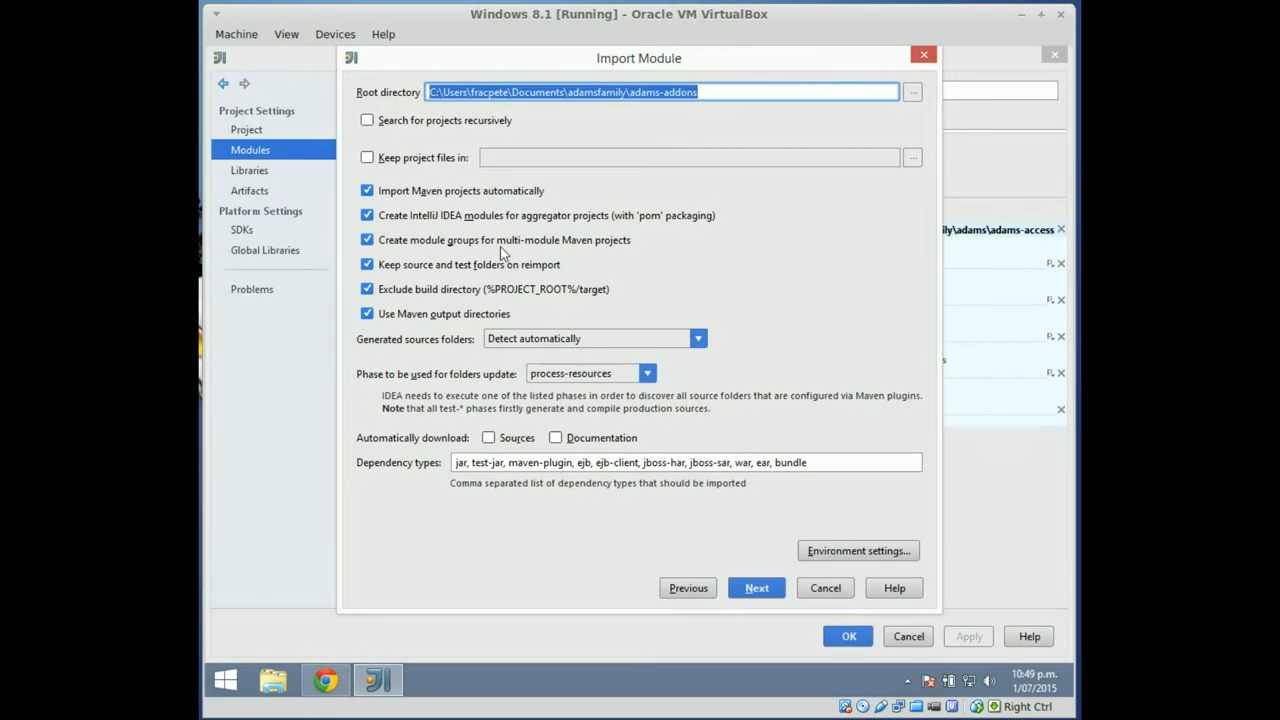 Windows 8.1 [Running] - Oracle VM VirtualBox
Machine View Devices Help
Import Module
Project Settings
Project
Modules
Libraries
Artifacts
Platform Settings
SDKs
Global Libraries
Problems
Root directory C:\Users\fracpete\Documents\adamsfamily\adams-addons ...
Search for projects recursively
Keep project files in: ...
Import Maven projects automatically
Create IntelliJ IDEA modules for aggregator projects (with 'pom' packaging)
Create module groups for multi-module Maven projects
Keep source and test folders on reimport
Exclude build directory (%PROJECT_ROOT%/target)
Use Maven output directories
Generated sources folders: Detect automatically
Phase to be used for folders update: process-resources
IDEA needs to execute one of the listed phases in order to discover all source folders that are configured via Maven plugins.
Note that all test-* phases firstly generate and compile production sources.
Automatically download: Sources Documentation
Dependency types: jar, test-jar, maven-plugin, ejb, ejb-client, jboss-har, jboss-sar, war, ear, bundle
Comma separated list of dependency types that should be imported
Environment settings...
Previous Next Cancel Help
ily\adams\adams-access
OK Cancel Apply Help
10:49 p.m.
1/07/2015
Right Ctrl